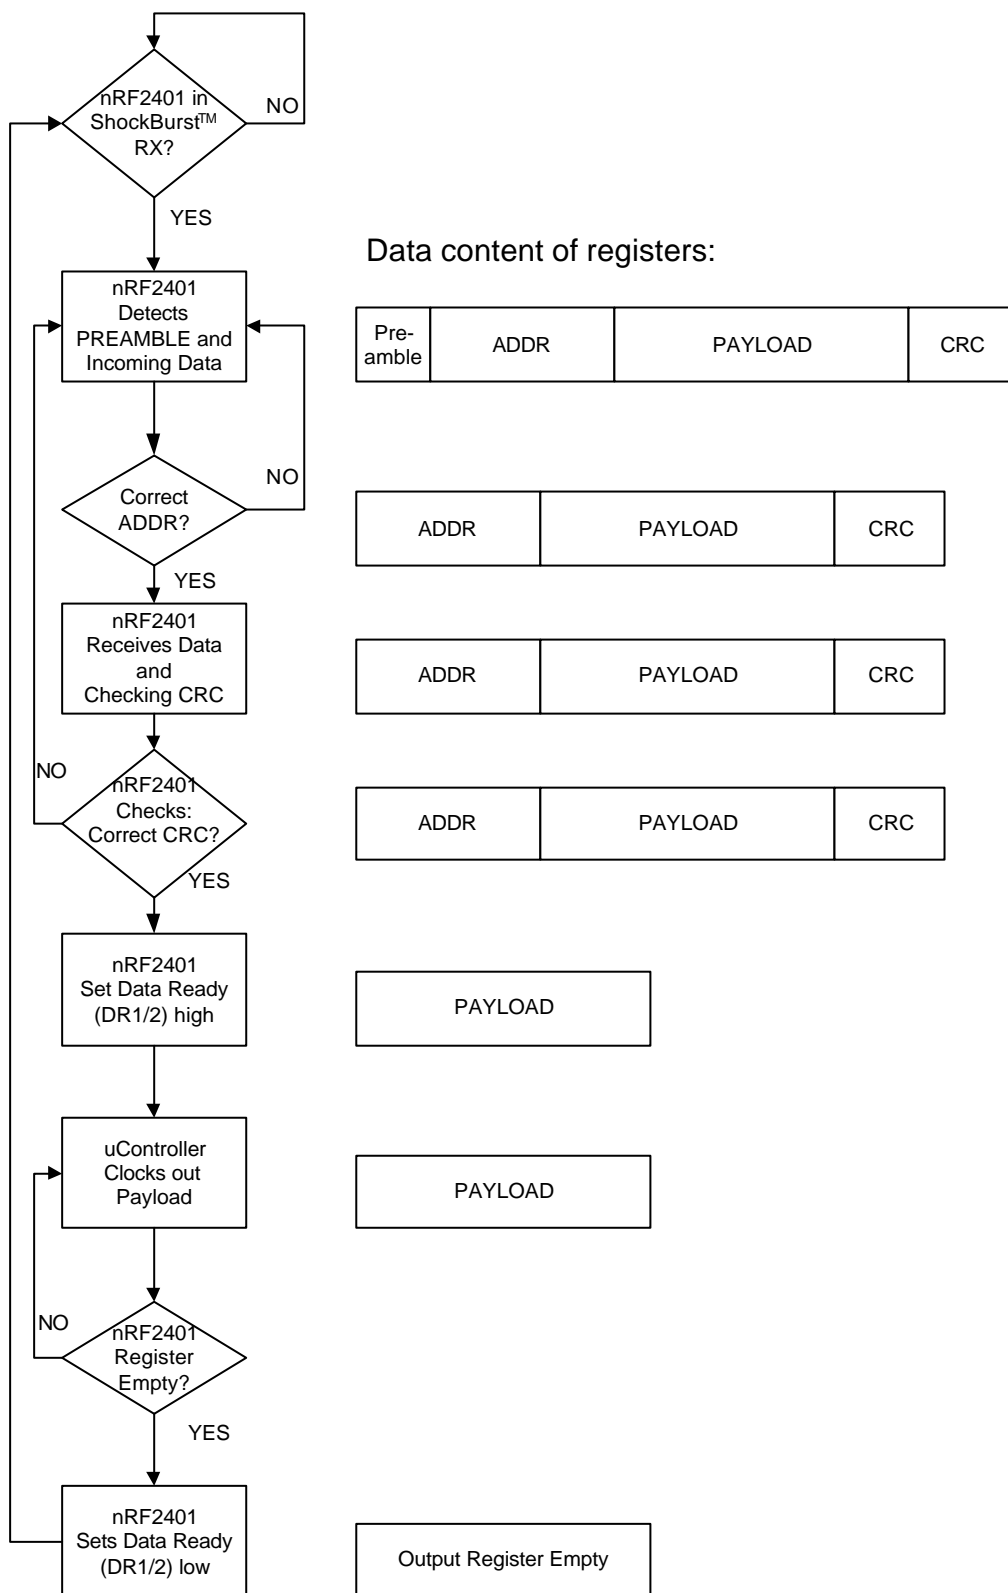 nRF2401 in
ShockBurst™
RX?
NO
YES
Data content of registers:
nRF2401
Detects
PREAMBLE and
Incoming Data
Pre-
amble
ADDR
PAYLOAD
CRC
NO
Correct
ADDR?
ADDR
PAYLOAD
CRC
YES
nRF2401
Receives Data
and
Checking CRC
ADDR
PAYLOAD
CRC
NO
nRF2401
Checks:
Correct CRC?
ADDR
PAYLOAD
CRC
YES
nRF2401
Set Data Ready
(DR1/2) high
PAYLOAD
uController
Clocks out
Payload
PAYLOAD
NO
nRF2401
Register
Empty?
YES
nRF2401
Sets Data Ready
(DR1/2) low
Output Register Empty